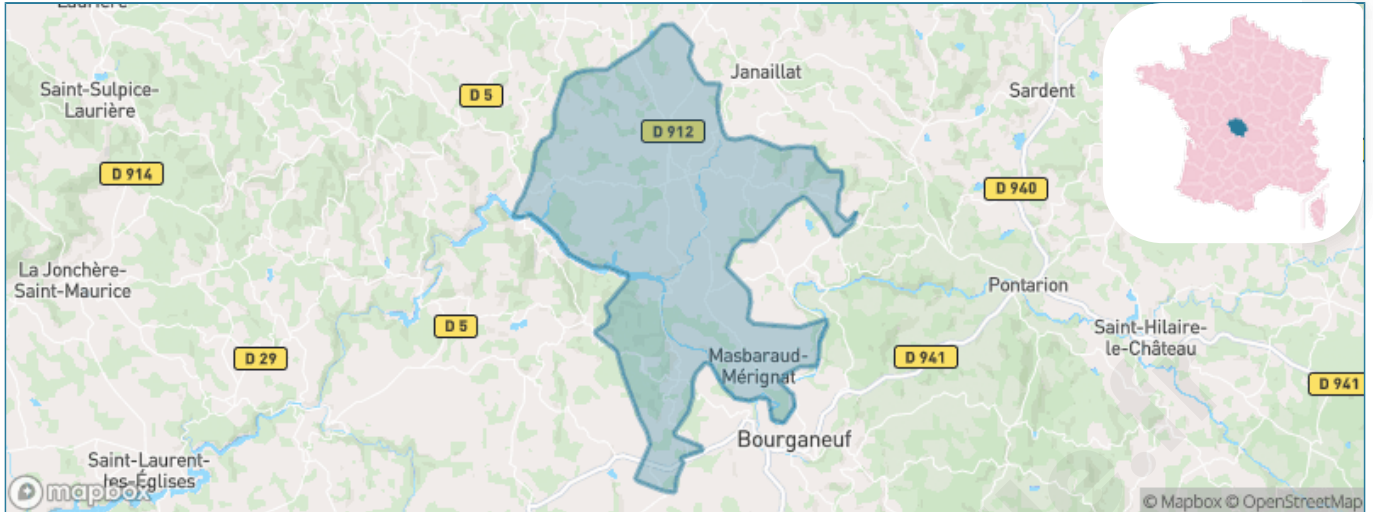 Laurière
Janaillat
Saint-Sulpice-
Laurière
D 5
Sardent
D 912
D 914
D 940
La Jonchère-
Saint-Maurice
Pontarion
D 5
Saint-Hilaire-
le-Château
D 29
Masbaraud-
Mérignat
D 941
D 941
Bourganeuf
Saint-Laurent-
les-Églises
mapbox
© Mapbox © OpenStreetMap